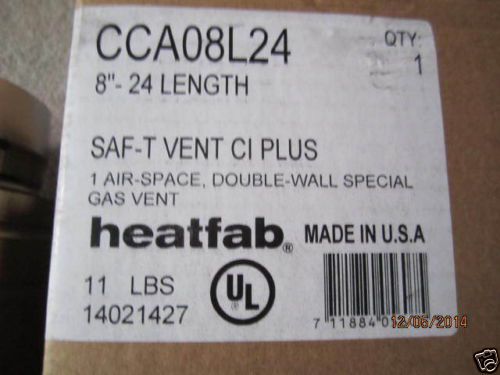 CCA08L24
QTY:
1
8"- 24 LENGTH
SAF-T VENT CI PLUS
1 AIR-SPACE, DOUBLE-WALL SPECIAL
GAS VENT
heatfab® MADE IN U.S.A
11 LBS
UL
14021427
7 11884 0
12/06/2014